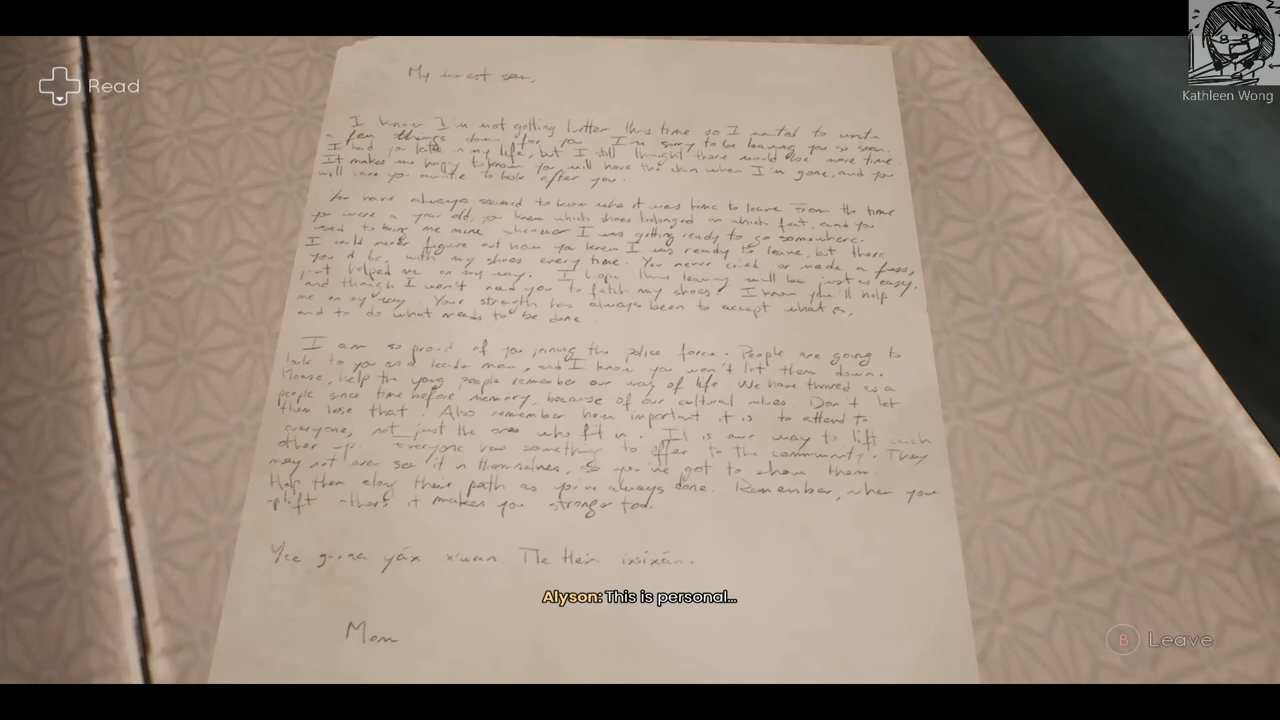 Kathleen Wong
Read
My dearest son,
I know I'm not getting better this time so I wanted to write
a few things down for you. I'm sorry to be leaving you so soon.
I had you late in my life, but I still thought there would be more time.
It makes me happy to know you will have the clan when I'm gone, and you
will have your auntie to look after you.
You have always seemed to know when it was time to leave. From the time
you were a year old, you knew which shoes belonged on which feet, and you
used to bring me mine whenever I was getting ready to go somewhere.
I could never figure out how you knew I was ready to leave, but there
you'd be, with my shoes every time. You never cried or made a fuss,
just helped me on my way. I hope this leaving will be just as easy,
and though I won't need you to fetch my shoes, I know you'll help
me on my way. Your strength has always been to accept what is,
and to do what needs to be done.
I am so proud of you joining the police force. People are going to
look to you as a leader now, and I know you won't let them down.
Please, help the young people remember our way of life. We have thrived as a
people since time before memory, because of our cultural values. Don't let
them lose that. Also remember how important it is to attend to
everyone, not just the ones who fit in. It is our way to lift each
other up. Everyone has something to offer to the community. They
may not ever see it in themselves, so you've got to show them.
Help them along their path as you've always done. Remember, when you
uplift others it makes you stronger too.
yáx x'wán
Mom
Alyson: This is personal...
B Leave